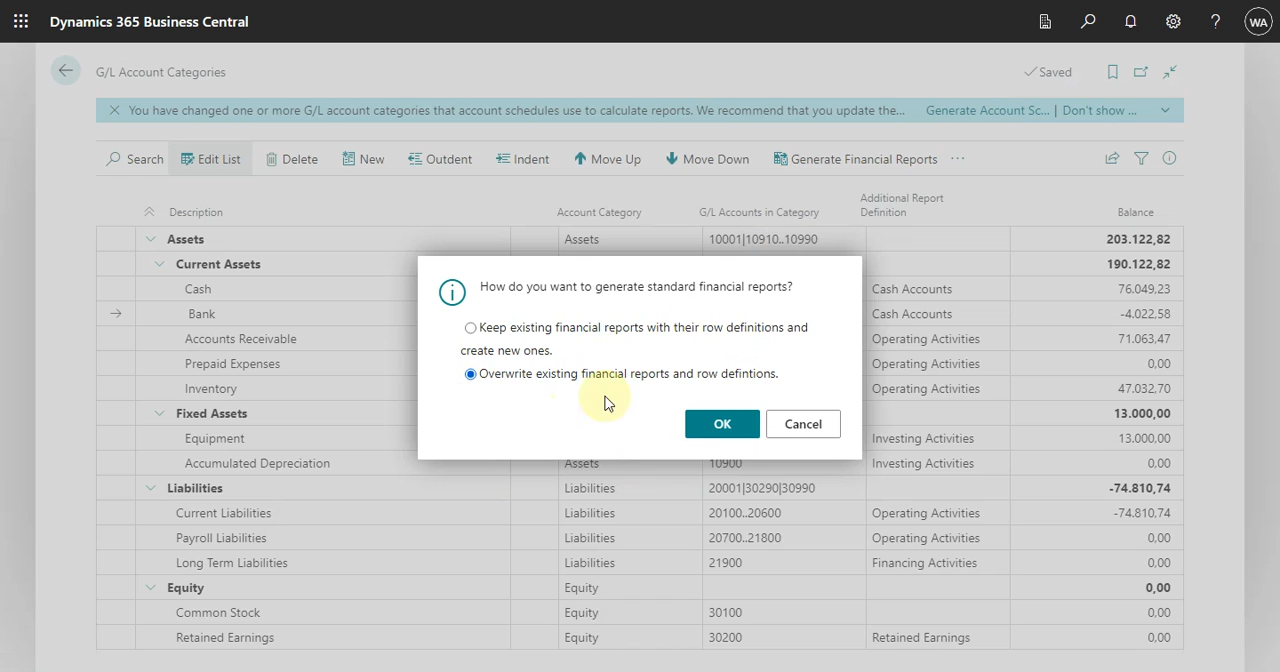 Dynamics 365 Business Central
WA
G/L Account Categories
Saved
You have changed one or more G/L account categories that account schedules use to calculate reports. We recommend that you update the... Generate Account Sc... | Don't show ...
Search Edit List Delete New Outdent Indent Move Up Move Down Generate Financial Reports ...
Description Account Category G/L Accounts in Category Additional Report Definition Balance
Assets Assets 10001|10910..10990 203.122,82
Current Assets 190.122,82
Cash Cash Accounts 76.049,23
Bank Cash Accounts -4.022,58
Accounts Receivable Operating Activities 71.063,47
Prepaid Expenses Operating Activities 0,00
Inventory Operating Activities 47.032,70
Fixed Assets 13.000,00
Equipment Investing Activities 13.000,00
Accumulated Depreciation Assets 10900 Investing Activities 0,00
Liabilities Liabilities 20001|30290|30990 -74.810,74
Current Liabilities Liabilities 20100..20600 Operating Activities -74.810,74
Payroll Liabilities Liabilities 20700..21800 Operating Activities 0,00
Long Term Liabilities Liabilities 21900 Financing Activities 0,00
Equity Equity 0,00
Common Stock Equity 30100 0,00
Retained Earnings Equity 30200 Retained Earnings 0,00
How do you want to generate standard financial reports?
Keep existing financial reports with their row definitions and
create new ones.
Overwrite existing financial reports and row defintions.
OK Cancel